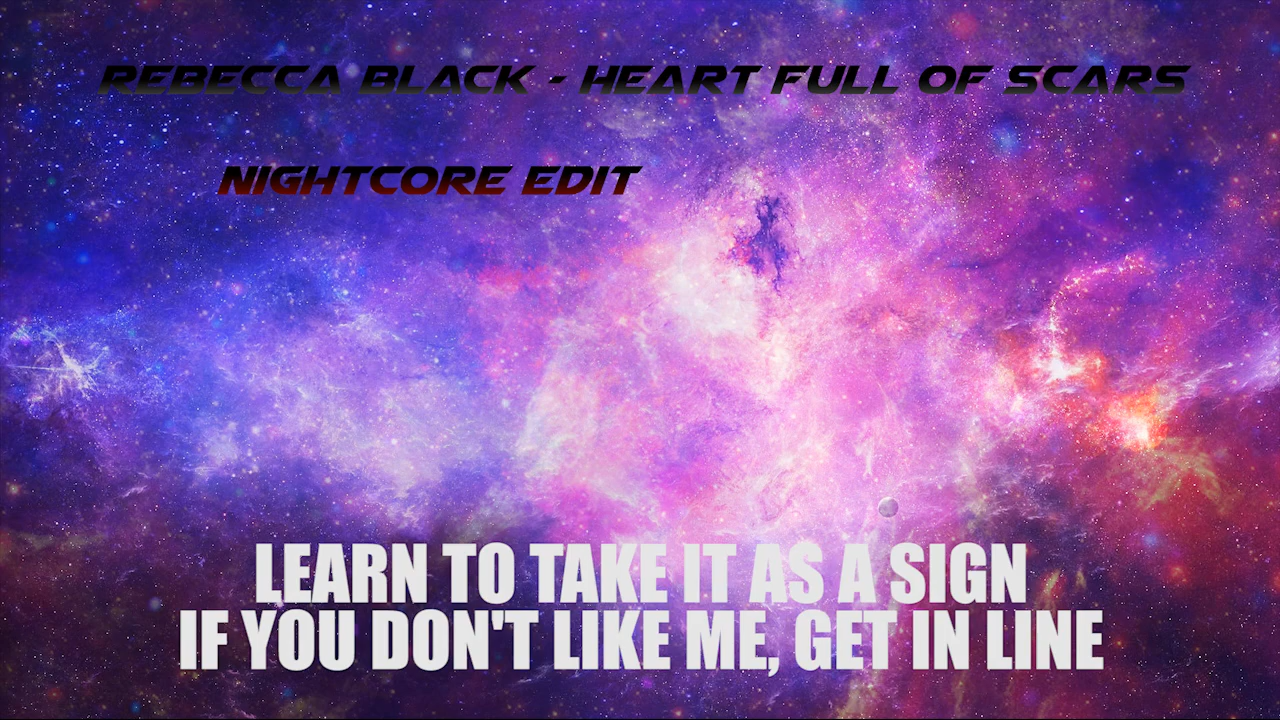 REBECCA BLACK - HEART FULL OF SCARS
NIGHTCORE EDIT
LEARN TO TAKE IT AS A SIGN
IF YOU DON'T LIKE ME, GET IN LINE